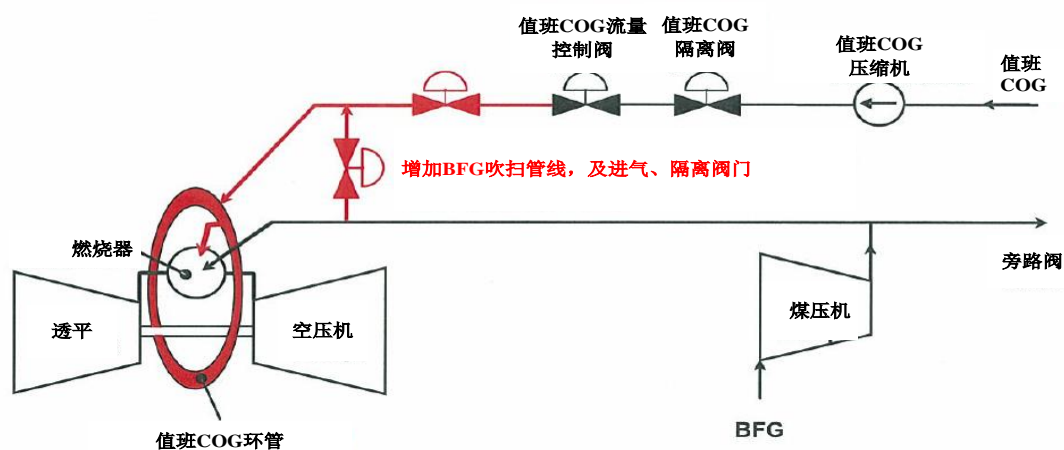 值班COG流量
控制阀
值班COG
隔离阀
值班COG
压缩机
值班
COG
增加BFG吹扫管线，及进气、隔离阀门
燃烧器
旁路阀
透平
空压机
煤压机
值班COG环管
BFG